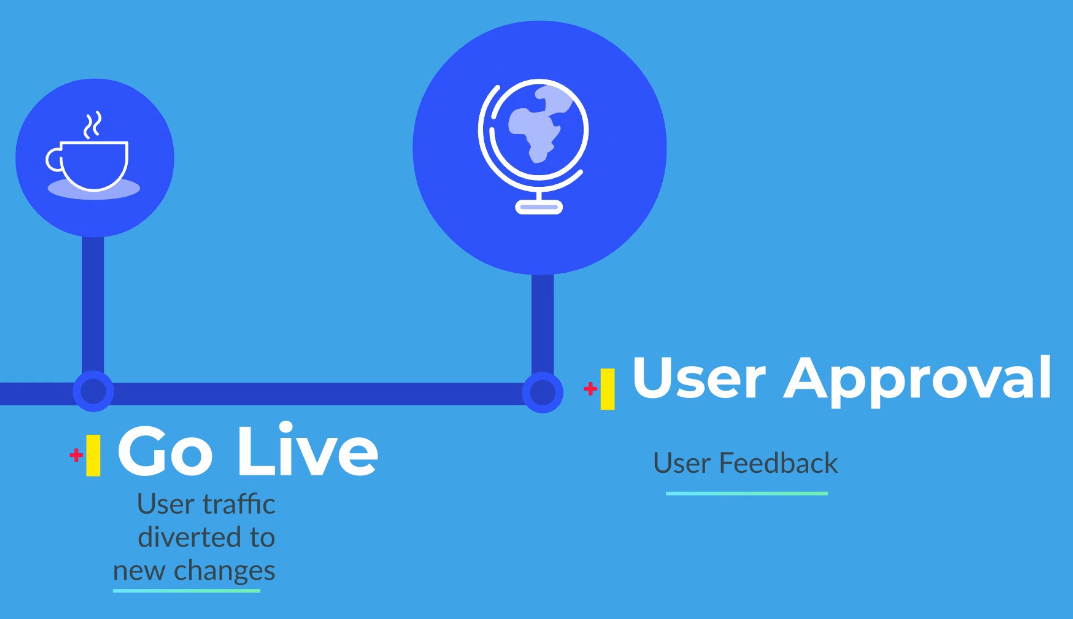 Go Live
User traffic
diverted to
new changes
User Approval
User Feedback